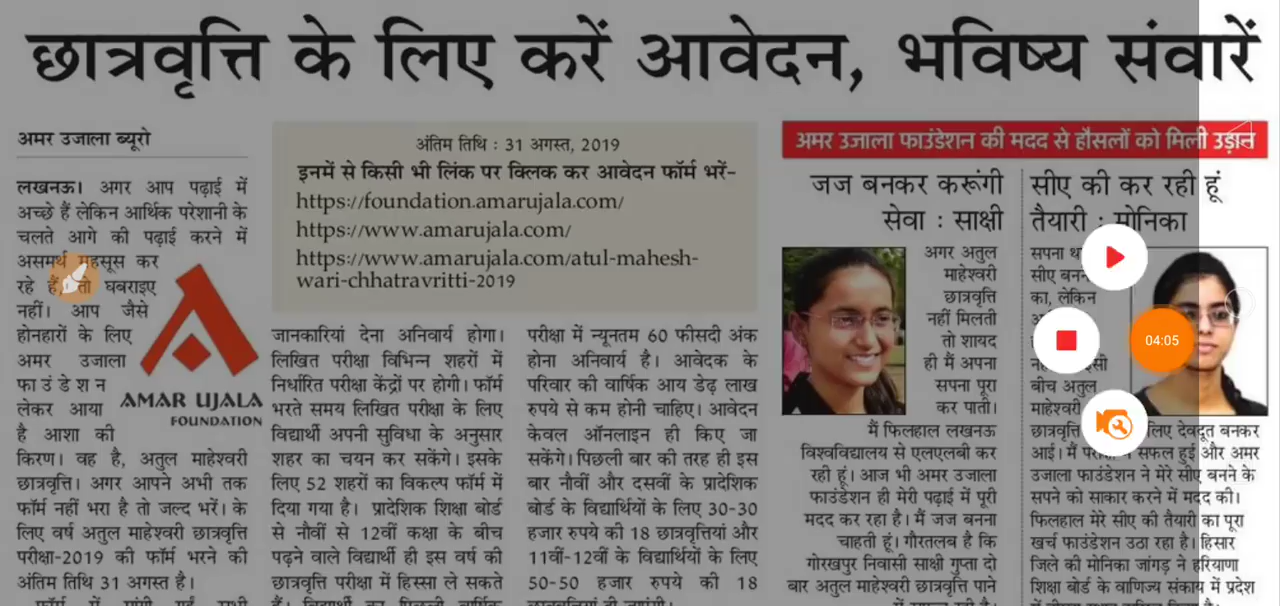 छात्रवृत्ति के लिए करें आवेदन, भविष्य संवारें
अमर उजाला ब्यूरो
लखनऊ। अगर आप पढ़ाई में
अच्छे हैं लेकिन आर्थिक परेशानी के
चलते आगे की पढ़ाई करने में
असमर्थ महसूस कर
रहे हैं, तो घबराइए
नहीं। आप जैसे
होनहारों के लिए
अमर उजाला
फाउंडेशन
लेकर आया
है आशा की
किरण। वह है, अतुल माहेश्वरी
छात्रवृत्ति। अगर आपने अभी तक
फॉर्म नहीं भरा है तो जल्द भरें। के
लिए वर्ष अतुल माहेश्वरी छात्रवृत्ति
परीक्षा-2019 की फॉर्म भरने की
अंतिम तिथि 31 अगस्त है।
AMAR UJALA
FOUNDATION
अंतिम तिथि : 31 अगस्त, 2019
इनमें से किसी भी लिंक पर क्लिक कर आवेदन फॉर्म भरें-
https://foundation.amarujala.com/
https://www.amarujala.com/
https://www.amarujala.com/atul-mahesh-
wari-chhatravritti-2019
जानकारियां देना अनिवार्य होगा।
लिखित परीक्षा विभिन्न शहरों में
निर्धारित परीक्षा केंद्रों पर होगी। फॉर्म
भरते समय लिखित परीक्षा के लिए
विद्यार्थी अपनी सुविधा के अनुसार
शहर का चयन कर सकेंगे। इसके
लिए 52 शहरों का विकल्प फॉर्म में
दिया गया है। प्रादेशिक शिक्षा बोर्ड
से नौवीं से 12वीं कक्षा के बीच
पढ़ने वाले विद्यार्थी ही इस वर्ष की
छात्रवृत्ति परीक्षा में हिस्सा ले सकते
परीक्षा में न्यूनतम 60 फीसदी अंक
होना अनिवार्य है। आवेदक के
परिवार की वार्षिक आय डेढ़ लाख
रुपये से कम होनी चाहिए। आवेदन
केवल ऑनलाइन ही किए जा
सकेंगे। पिछली बार की तरह ही इस
बार नौवीं और दसवीं के प्रादेशिक
बोर्ड के विद्यार्थियों के लिए 30-30
हजार रुपये की 18 छात्रवृत्तियां और
11वीं-12वीं के विद्यार्थियों के लिए
50-50 हजार रुपये की 18
अमर उजाला फाउंडेशन की मदद से हौसलों को मिली उड़ान
जज बनकर करूंगी
सेवा : साक्षी
अगर अतुल
माहेश्वरी
छात्रवृत्ति
नहीं मिलती
तो शायद
ही मैं अपना
सपना पूरा
कर पाती।
मैं फिलहाल लखनऊ
विश्वविद्यालय से एलएलबी कर
रही हूं। आज भी अमर उजाला
फाउंडेशन ही मेरी पढ़ाई में पूरी
मदद कर रहा है। मैं जज बनना
चाहती हूं। गौरतलब है कि
गोरखपुर निवासी साक्षी गुप्ता दो
बार अतुल माहेश्वरी छात्रवृत्ति पाने
सीए की कर रही हूं
तैयारी : मोनिका
सपना
सीए
का, लेकिन
बीच अतुल
माहेश्वरी
छात्रवृत्ति लिए देवदूत बनकर
आई। मैं सफल हुई और अमर
उजाला फाउंडेशन ने मेरे सीए बनने के
सपने को साकार करने में मदद की।
फिलहाल मेरे सीए की तैयारी का पूरा
खर्च फाउंडेशन उठा रहा है। हिसार
जिले की मोनिका जांगड़ ने हरियाणा
शिक्षा बोर्ड के वाणिज्य संकाय में प्रदेश
04:05